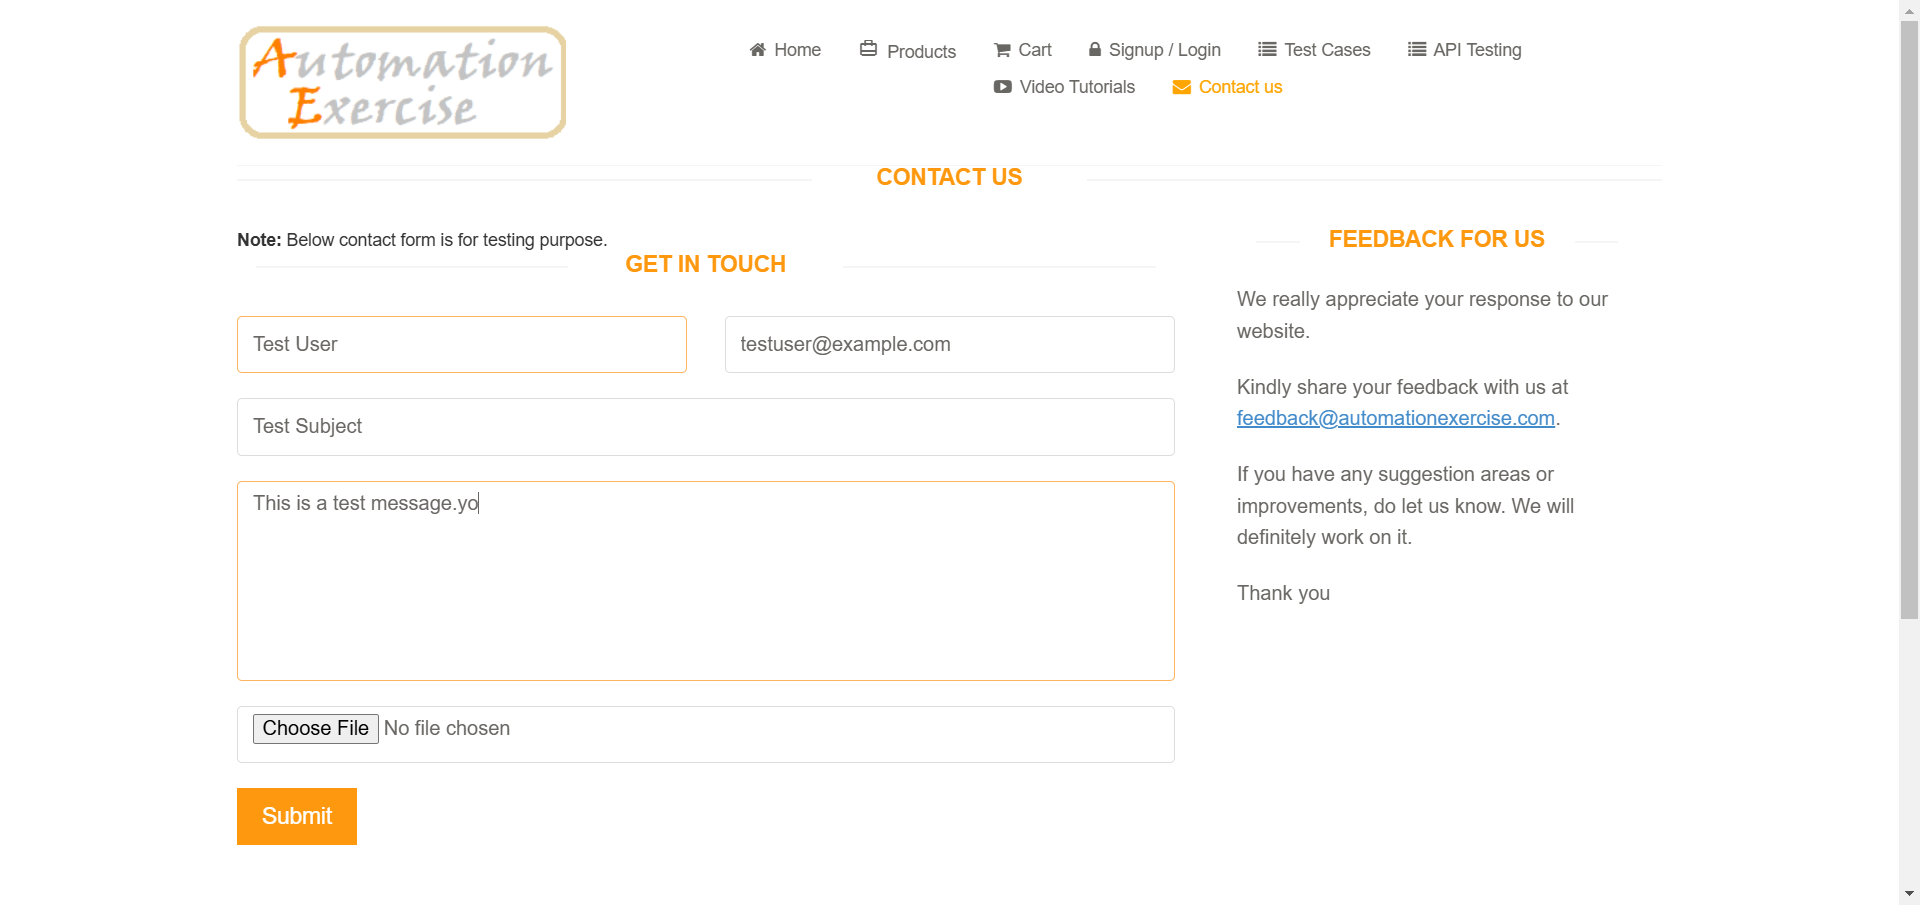 Automation
Exercise
Home Products Cart Signup / Login Test Cases API Testing
Video Tutorials Contact us
CONTACT US
Note: Below contact form is for testing purpose.
GET IN TOUCH
Test User
testuser@example.com
Test Subject
This is a test message.yo
Choose File No file chosen
Submit
FEEDBACK FOR US
We really appreciate your response to our
website.
Kindly share your feedback with us at
feedback@automationexercise.com.
If you have any suggestion areas or
improvements, do let us know. We will
definitely work on it.
Thank you